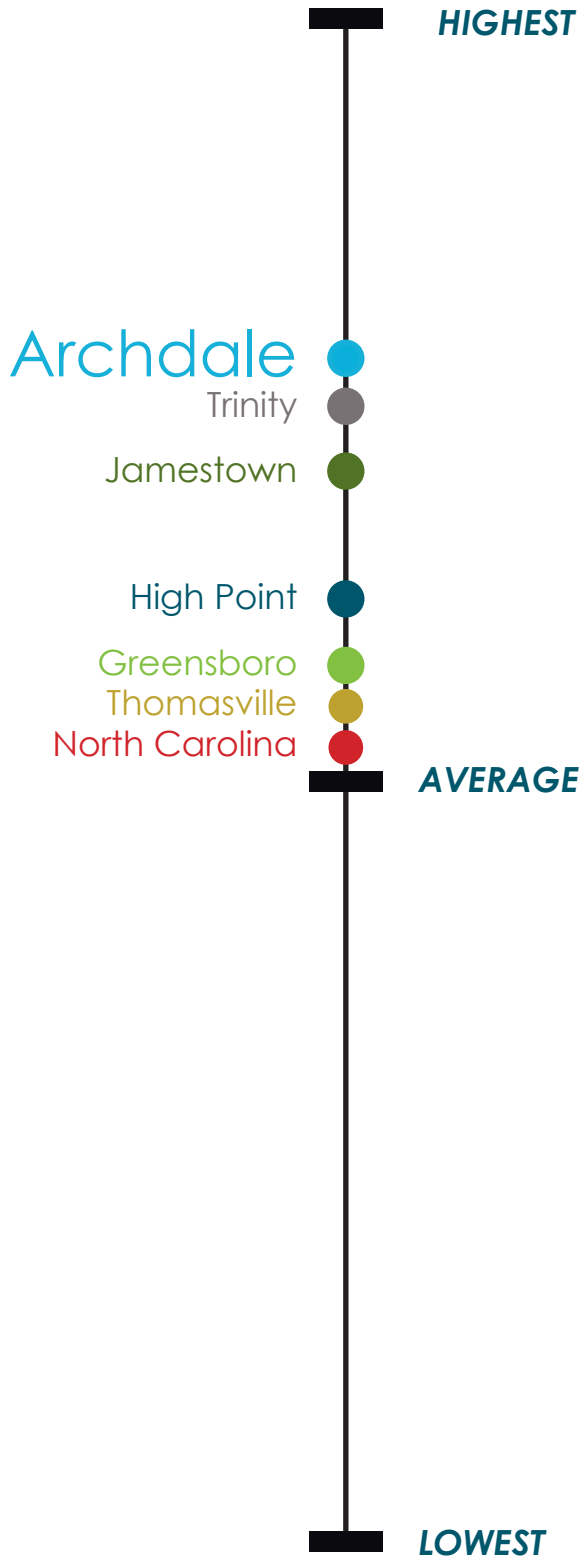 HIGHEST
Archdale
Trinity
Jamestown
High Point
Greensboro
Thomasville
North Carolina
AVERAGE
LOWEST